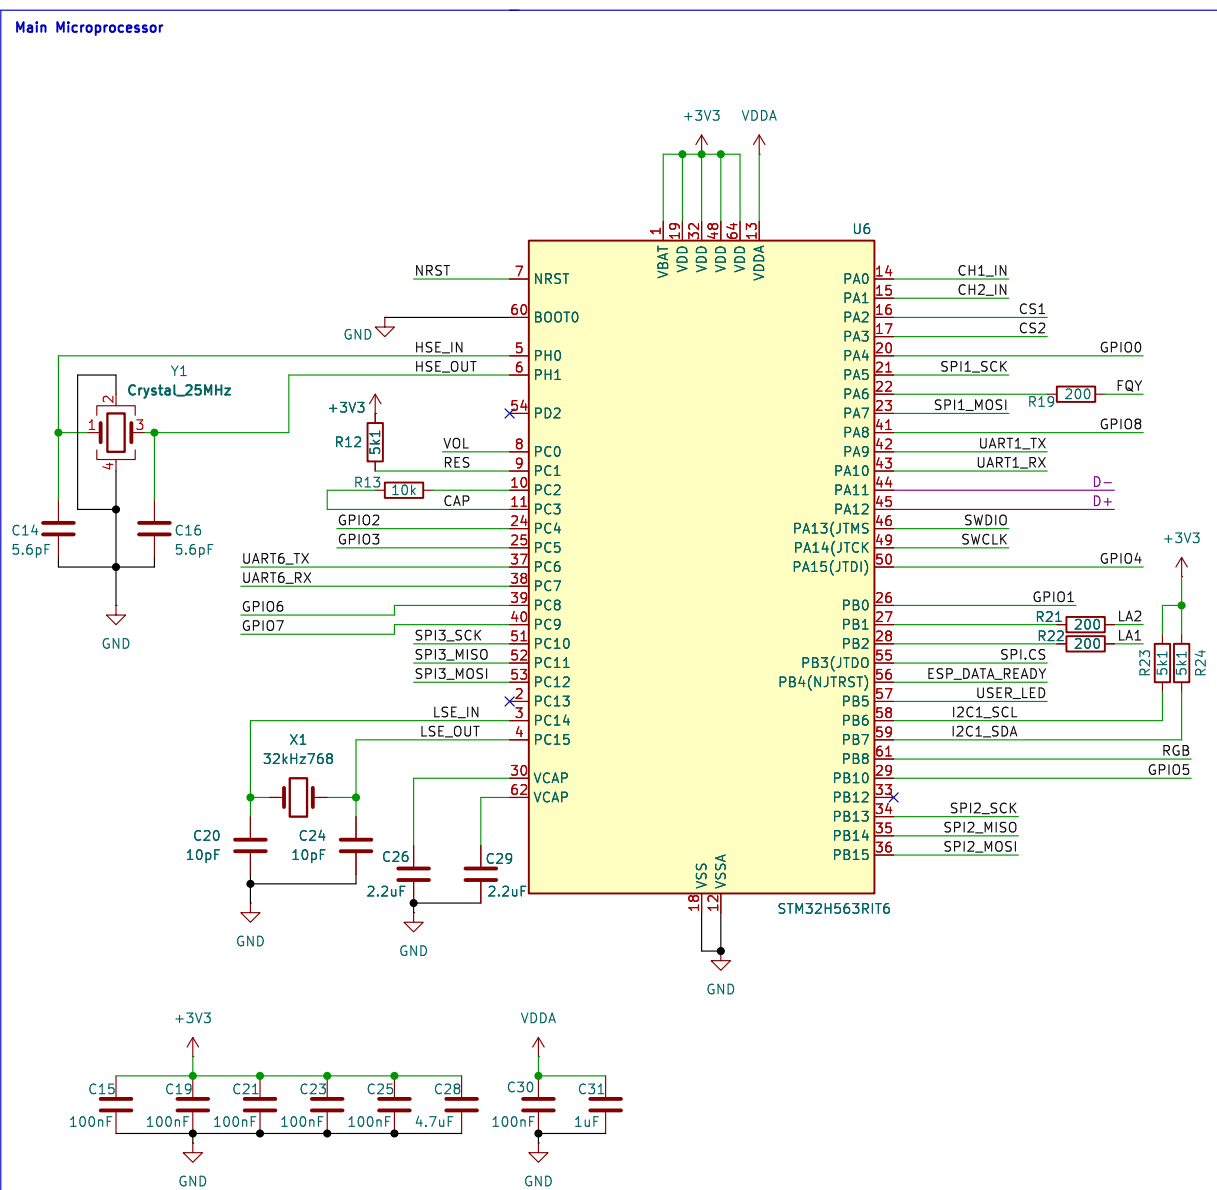 Main Microprocessor
+3V3
VDDA
U6
1
19
32
48
64
13
VBAT
VDD
VDD
VDD
VDD
VDDA
NRST
7
NRST
GND
60
BOOT0
HSE_IN
5
PH0
HSE_OUT
6
PH1
54
PD2
VOL
8
PC0
RES
9
PC1
10
PC2
CAP
11
PC3
GPIO2
24
PC4
GPIO3
25
PC5
UART6_TX
37
PC6
UART6_RX
38
PC7
GPIO6
39
PC8
GPIO7
40
PC9
SPI3_SCK
51
PC10
SPI3_MISO
52
PC11
SPI3_MOSI
53
PC12
2
PC13
LSE_IN
3
PC14
LSE_OUT
4
PC15
30
VCAP
62
VCAP
PA0
14
CH1_IN
PA1
15
CH2_IN
PA2
16
CS1
PA3
17
CS2
PA4
20
GPIO0
PA5
21
SPI1_SCK
PA6
22
R19
200
FQY
PA7
23
SPI1_MOSI
PA8
41
GPIO8
PA9
42
UART1_TX
PA10
43
UART1_RX
PA11
44
D-
PA12
45
D+
PA13(JTMS
46
SWDIO
PA14(JTCK
49
SWCLK
PA15(JTDI)
50
GPIO4
PB0
26
GPIO1
PB1
27
R21
200
LA2
PB2
28
R22
200
LA1
PB3(JTDO
55
SPI.CS
PB4(NJTRST)
56
ESP_DATA_READY
PB5
57
USER_LED
PB6
58
I2C1_SCL
PB7
59
I2C1_SDA
PB8
61
RGB
PB10
29
GPIO5
PB12
33
PB13
34
SPI2_SCK
PB14
35
SPI2_MISO
PB15
36
SPI2_MOSI
+3V3
R23
5k1
5k1
R24
VSS
VSSA
18
12
STM32H563RIT6
GND
Y1
Crystal_25MHz
2
1
3
4
C14
5.6pF
C16
5.6pF
GND
+3V3
R12
5k1
R13
10k
X1
32kHz768
C20
10pF
C24
10pF
GND
C26
2.2uF
C29
2.2uF
GND
+3V3
C15
100nF
C19
100nF
C21
100nF
C23
100nF
C25
100nF
C28
4.7uF
GND
VDDA
C30
100nF
C31
1uF
GND